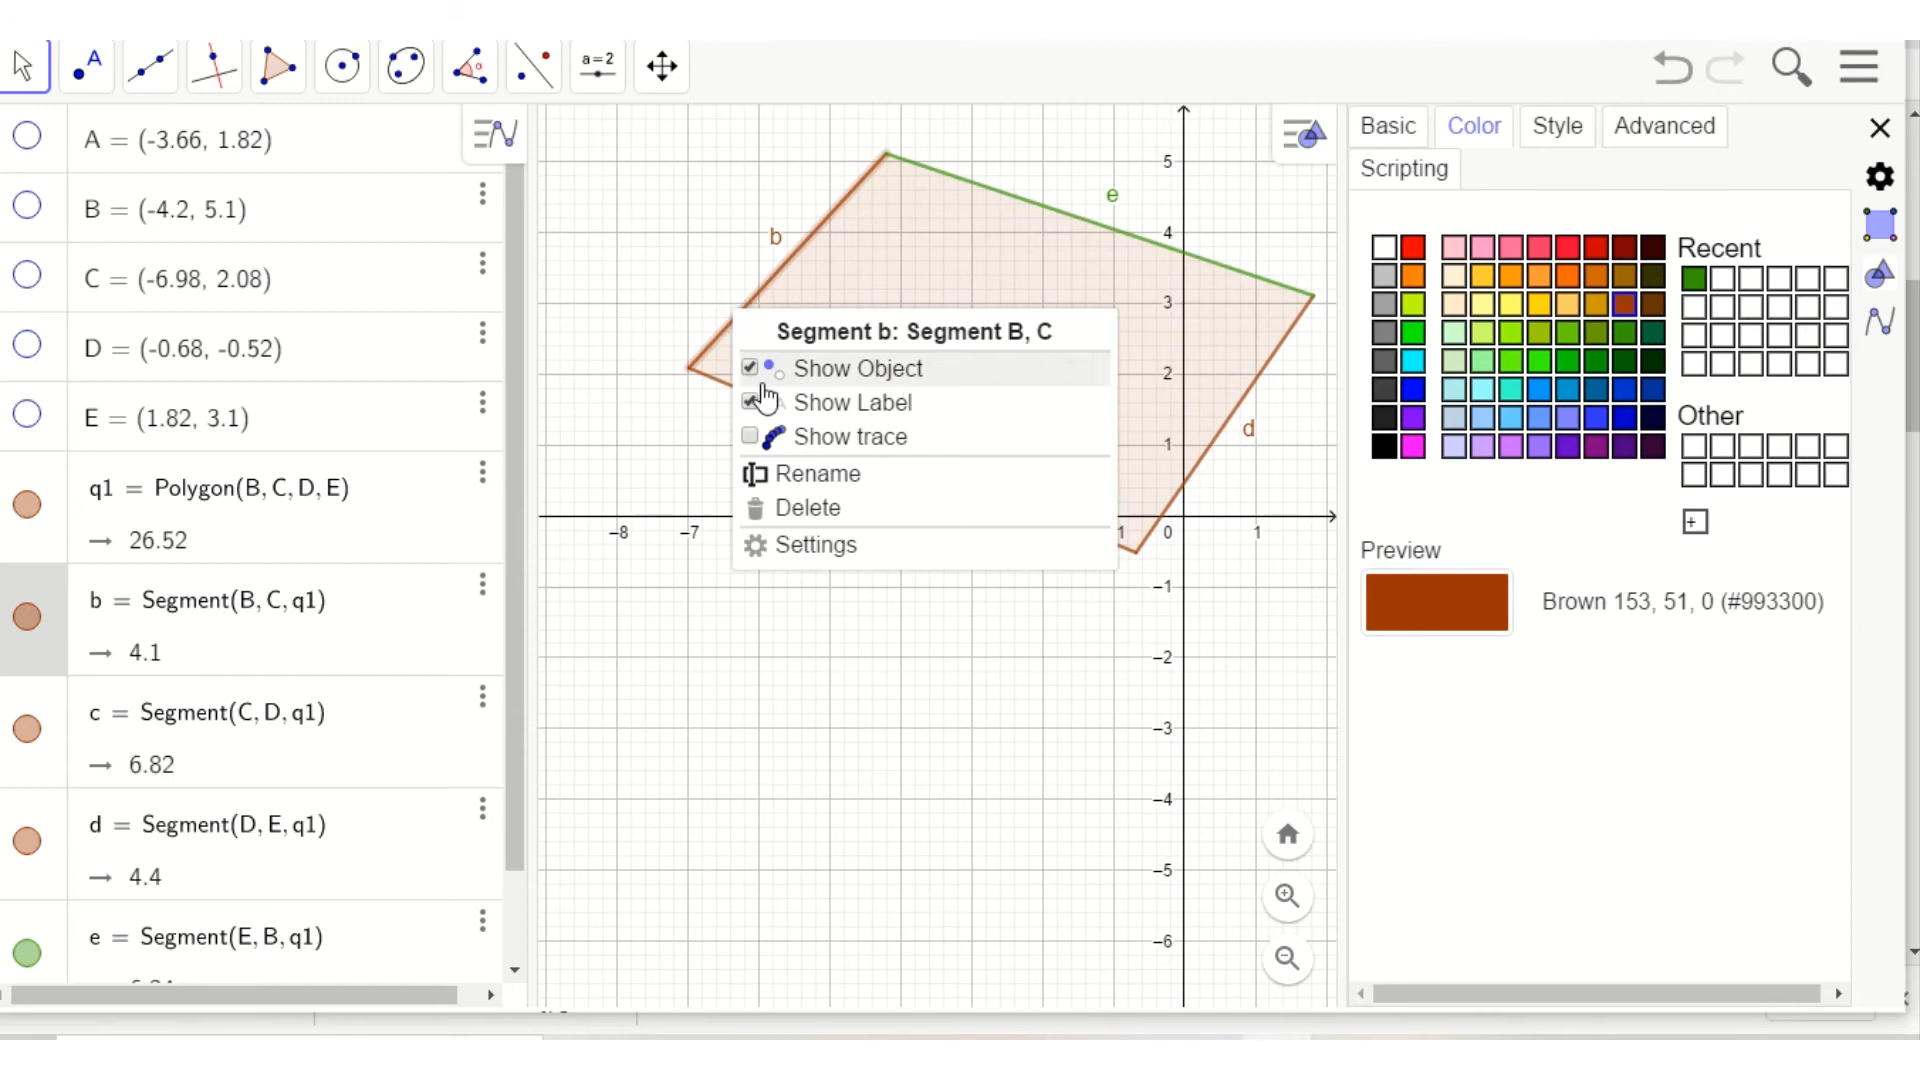 A
a=2
A = (-3.66, 1.82)
B = (-4.2, 5.1)
C = (-6.98, 2.08)
D = (-0.68, -0.52)
E = (1.82, 3.1)
q1 = Polygon(B, C, D, E)
→ 26.52
b = Segment(B, C, q1)
→ 4.1
c = Segment(C, D, q1)
→ 6.82
d = Segment(D, E, q1)
→ 4.4
e = Segment(E, B, q1)
5
e
b
4
3
2
d
1
−8
−7
1
0
1
−1
−2
−3
−4
−5
−6
Segment b: Segment B, C
Show Object
Show Label
Show trace
Rename
Delete
Settings
Basic
Color
Style
Advanced
Scripting
Recent
Other
Preview
Brown 153, 51, 0 (#993300)